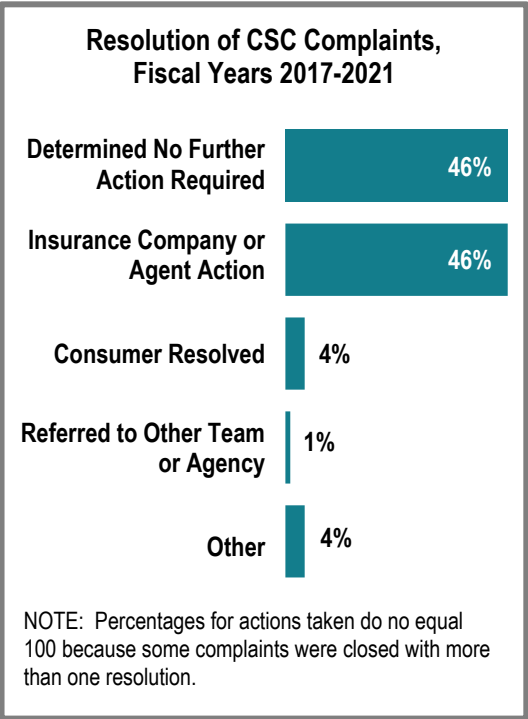 Resolution of CSC Complaints,
Fiscal Years 2017-2021
Determined No Further
Action Required
46%
Insurance Company or
Agent Action
46%
Consumer Resolved
4%
Referred to Other Team
or Agency
1%
Other
4%
NOTE:  Percentages for actions taken do no equal
100 because some complaints were closed with more
than one resolution.